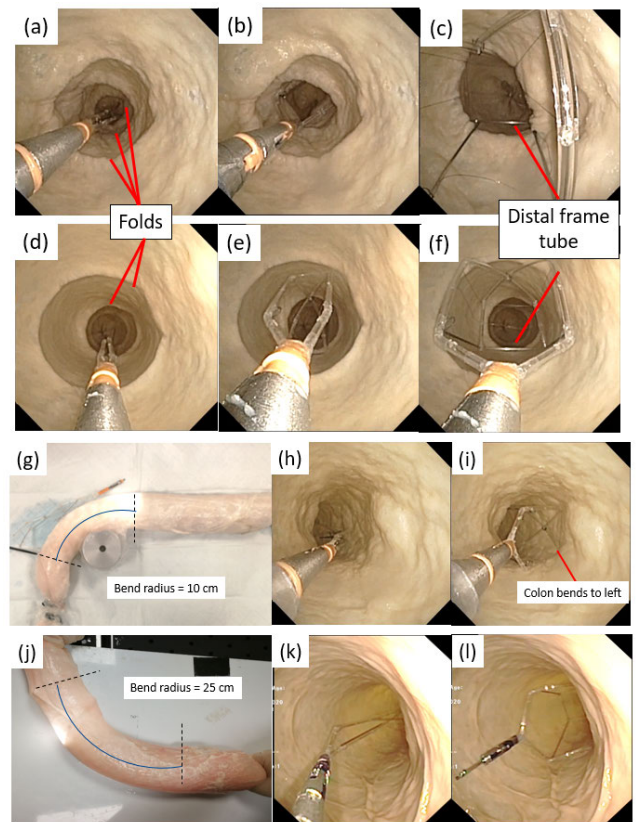 (a)
(b)
(c)
Folds
Distal frame
tube
(d)
(e)
(f)
(g)
Bend radius = 10 cm
(h)
(i)
Colon bends to left
(j)
Bend radius = 25 cm
(k)
(l)